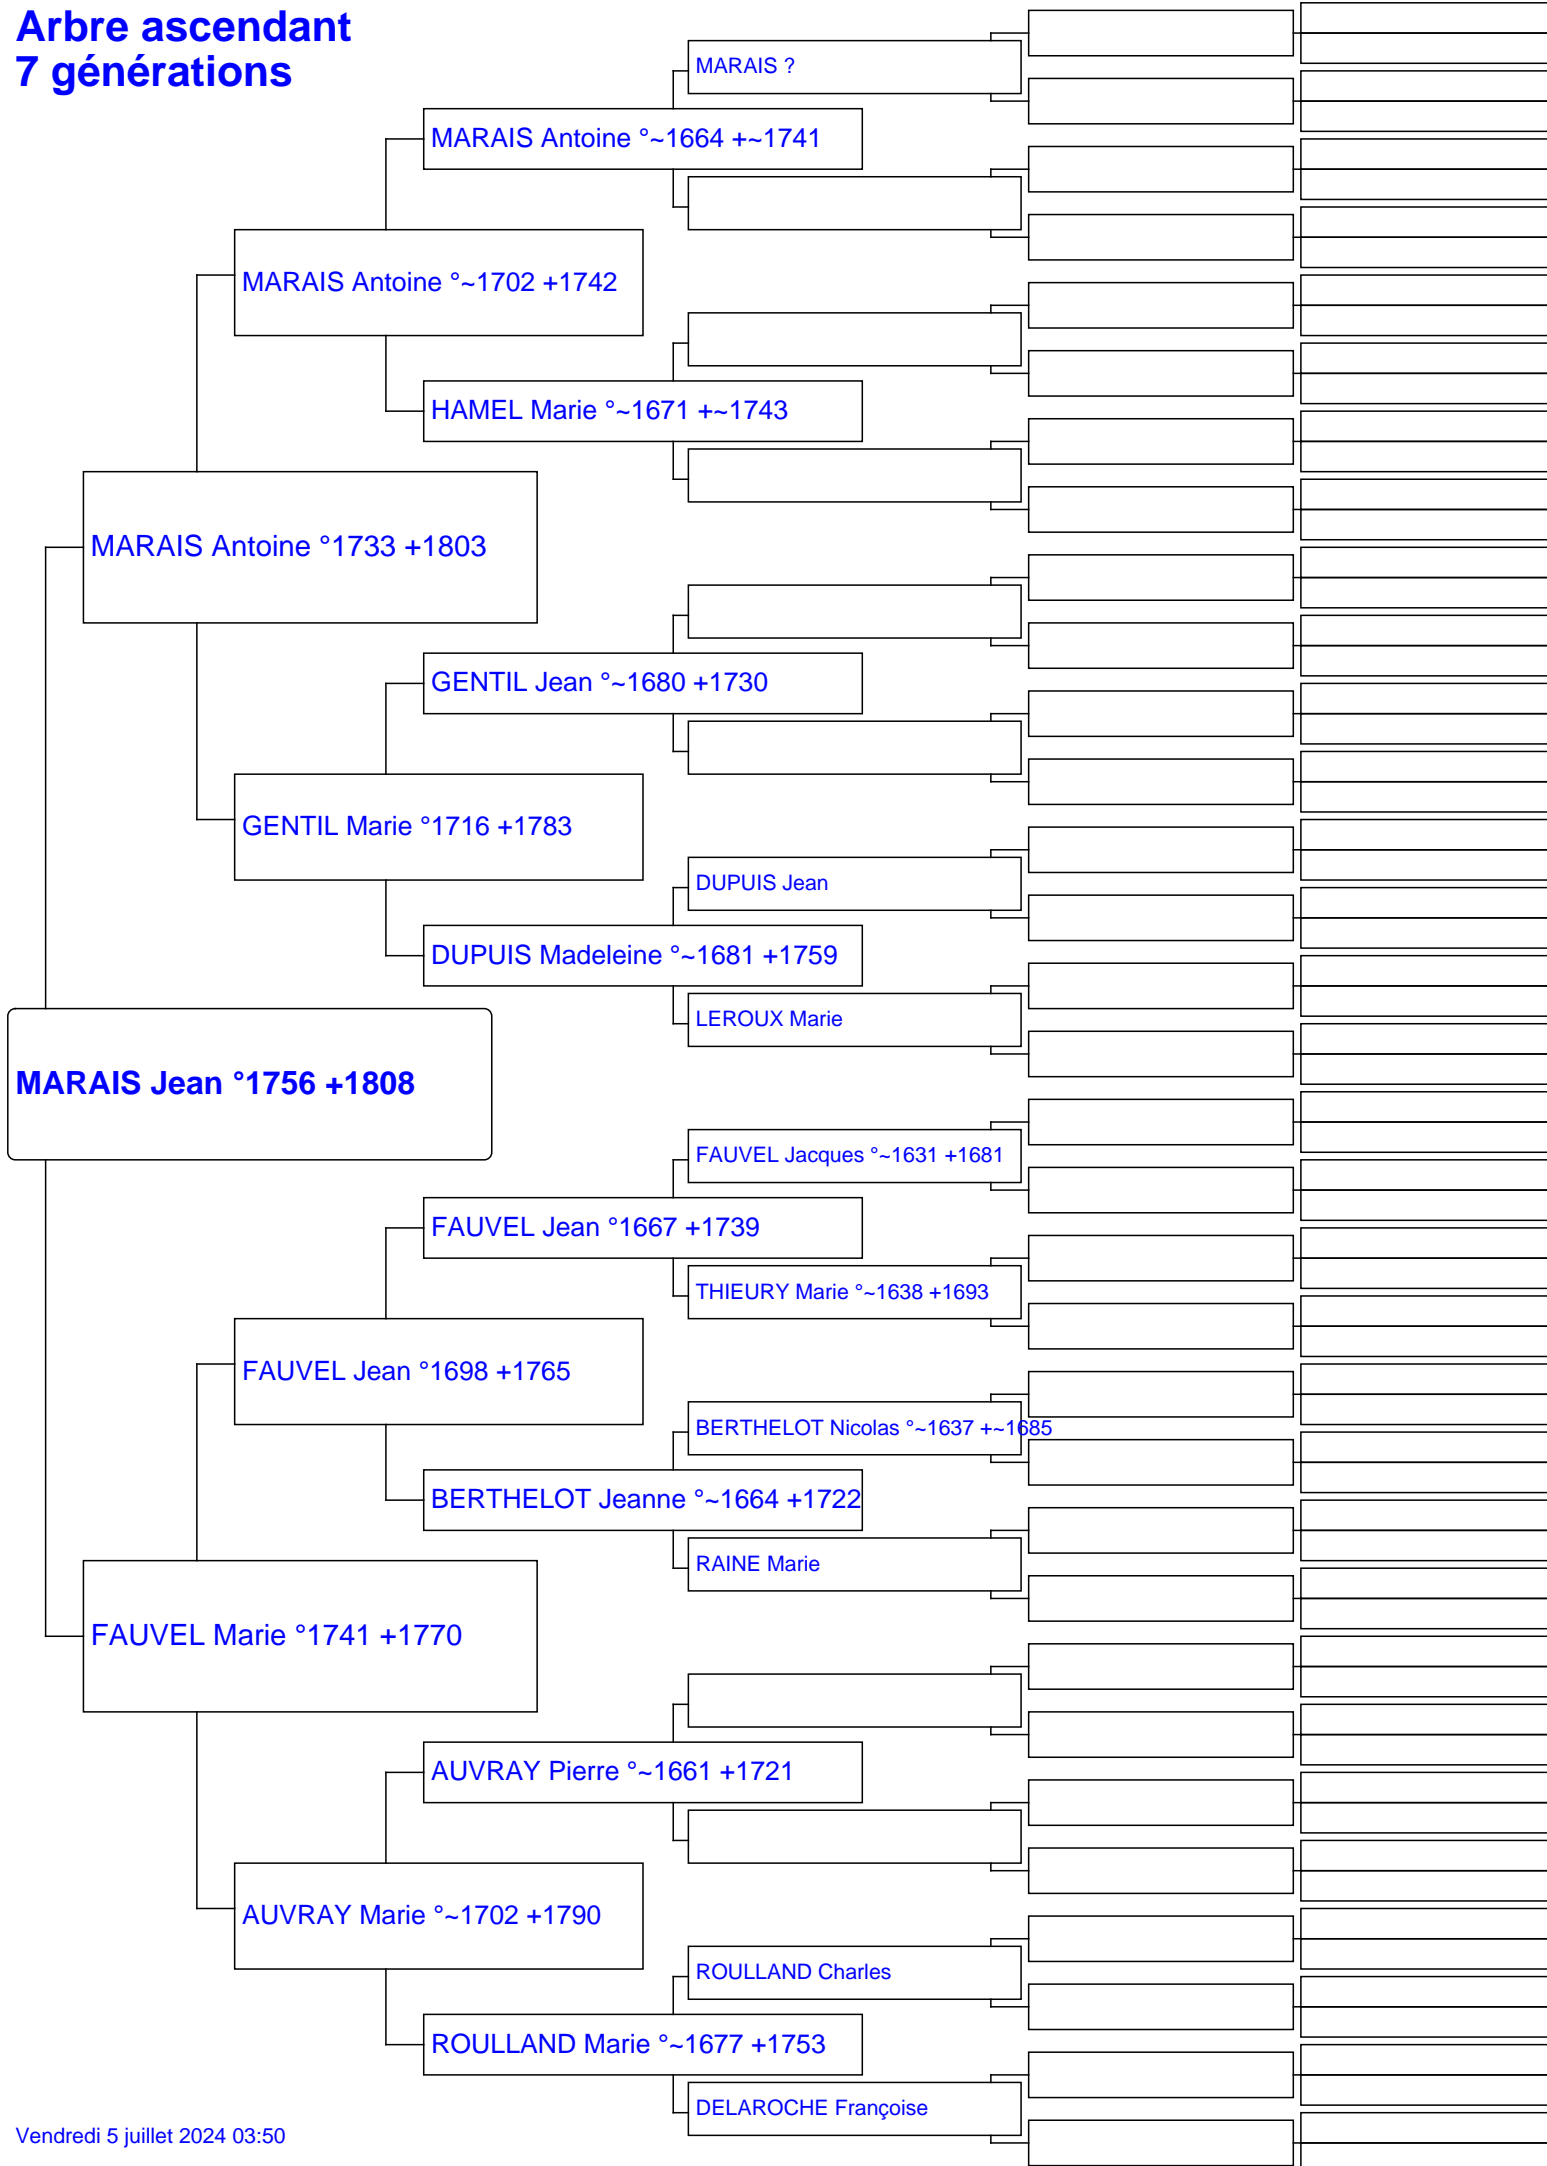 Arbre ascendant
7 générations
MARAIS ?
MARAIS Antoine °~1664 +~1741
MARAIS Antoine °~1702 +1742
HAMEL Marie °~1671 +~1743
MARAIS Antoine °1733 +1803
GENTIL Jean °~1680 +1730
GENTIL Marie °1716 +1783
DUPUIS Jean
DUPUIS Madeleine °~1681 +1759
LEROUX Marie
MARAIS Jean °1756 +1808
FAUVEL Jacques °~1631 +1681
FAUVEL Jean °1667 +1739
THIEURY Marie °~1638 +1693
FAUVEL Jean °1698 +1765
BERTHELOT Nicolas °~1637 +~1685
BERTHELOT Jeanne °~1664 +1722
RAINE Marie
FAUVEL Marie °1741 +1770
AUVRAY Pierre °~1661 +1721
AUVRAY Marie °~1702 +1790
ROULLAND Charles
ROULLAND Marie °~1677 +1753
DELAROCHE Françoise
Vendredi 5 juillet 2024 03:50